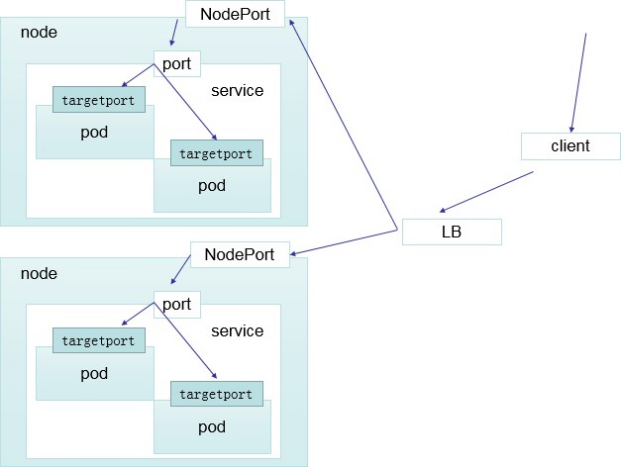 NodePort
node
port
service
targetport
pod
targetport
pod
client
LB
NodePort
node
port
service
targetport
pod
targetport
pod